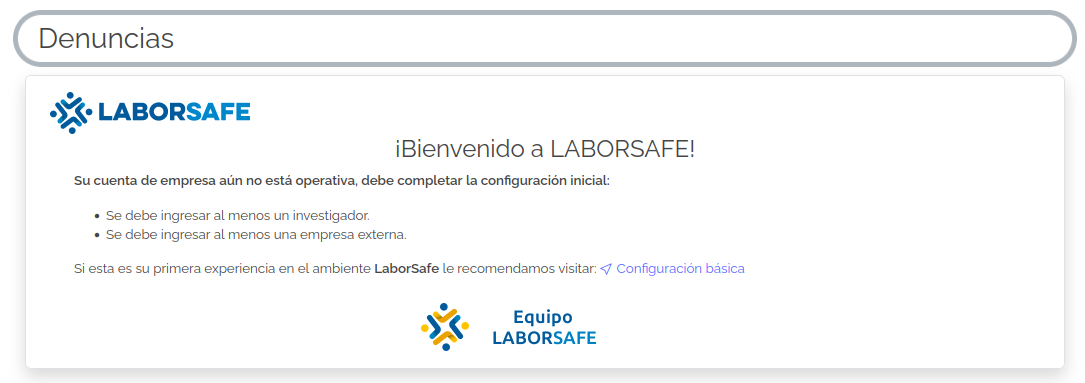 Denuncias
LABORSAFE
¡Bienvenido a LABORSAFE!
Su cuenta de empresa aún no está operativa, debe completar la configuración inicial:
• Se debe ingresar al menos un investigador.
• Se debe ingresar al menos una empresa externa.
Si esta es su primera experiencia en el ambiente LaborSafe le recomendamos visitar: Configuración básica
Equipo
LABORSAFE